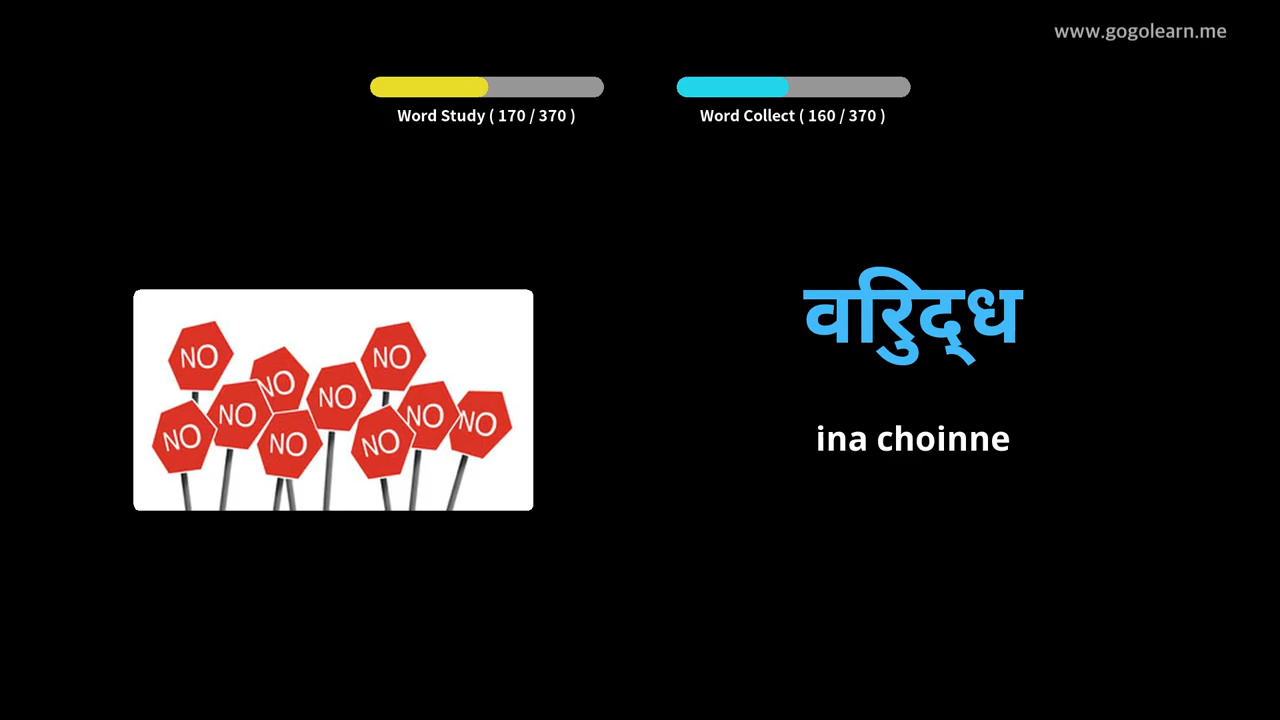 www.gogolearn.me
Word Study ( 170 / 370 )
Word Collect ( 160 / 370 )
NO
NO
NO
NO
NO
NO
NO
NO
NO
NO
वरिुद्ध
ina choinne